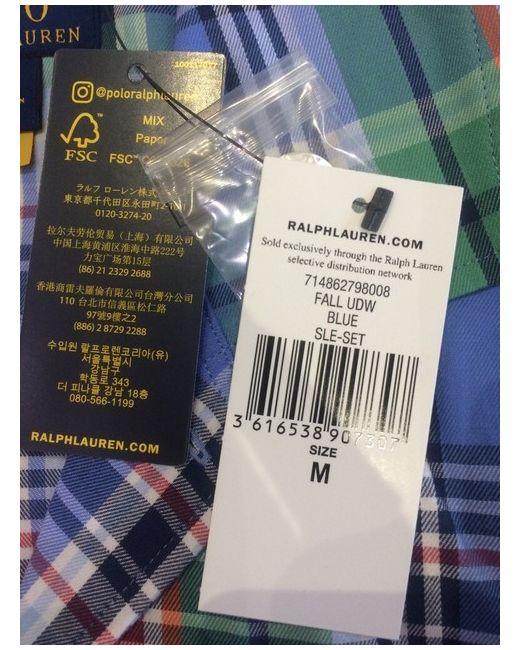 O
LAUREN
100117077
@poloralphlauren
MIX
Paper
FSC
FSC™
ラルフ ローレン株式
東京都千代田区永田町2-
0120-3274-20
拉尔夫劳伦贸易（上海）有限公司
中国上海黄浦区淮海中路222号
力宝广场第15层
(86) 21 2329 2688
香港商雷夫羅倫有限公司台灣分公司
110 台北市信義區松仁路
97號9樓之2
(886) 2 8729 2288
수입원 랄프로렌코리아(유)
서울특별시
강남구
학동로 343
더 피나클 강남 18층
080-566-1199
RALPHLAUREN.COM
RALPHLAUREN.COM
Sold exclusively through the Ralph Lauren
selective distribution network
714862798008
FALL UDW
BLUE
SLE-SET
3 616538 907307
SIZE
M